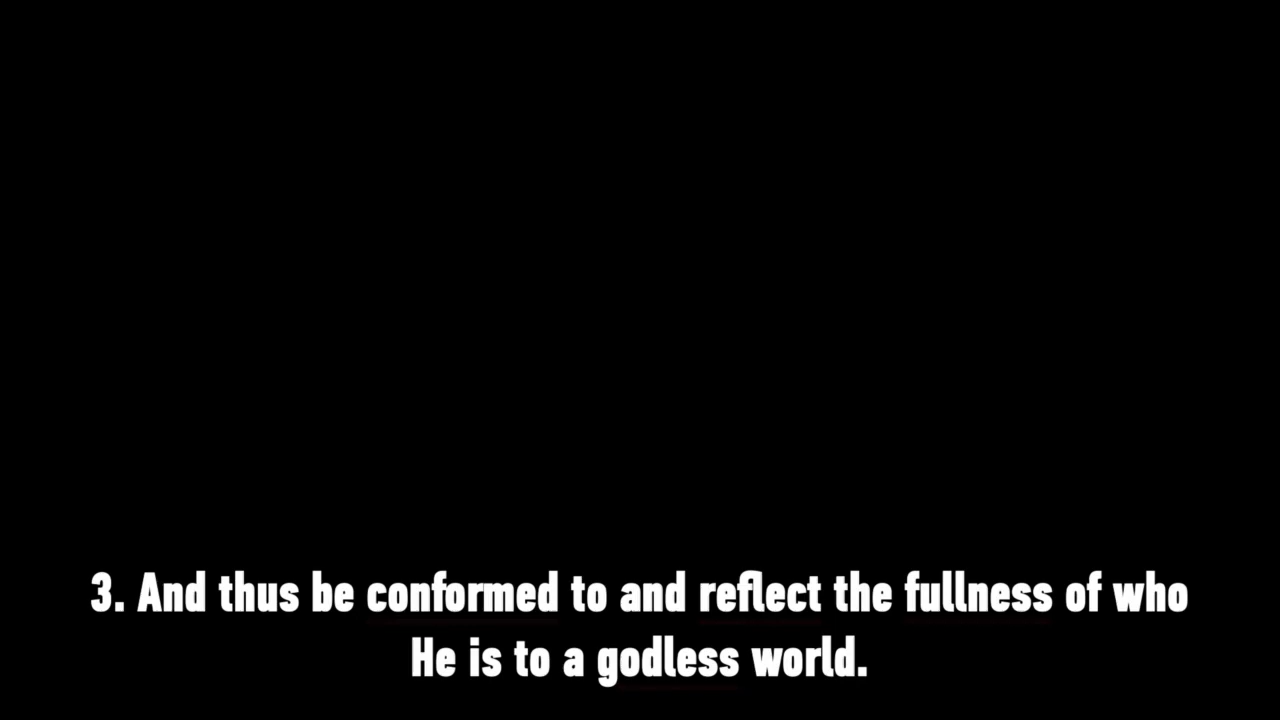 3. And thus be conformed to and reflect the fullness of who
He is to a godless world.